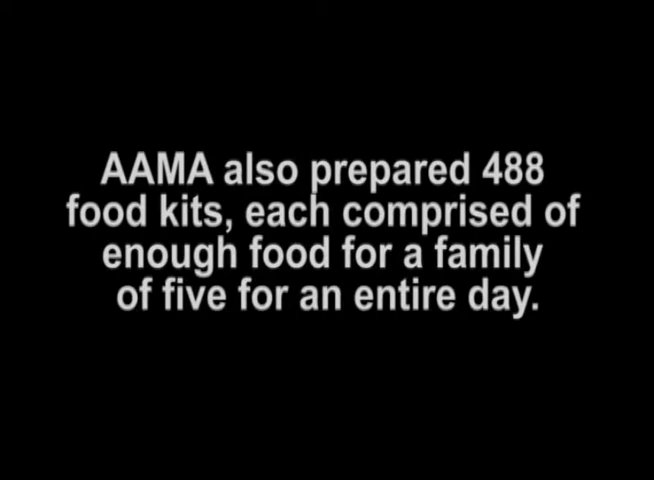 AAMA also prepared 488
food kits, each comprised of
enough food for a family
of five for an entire day.